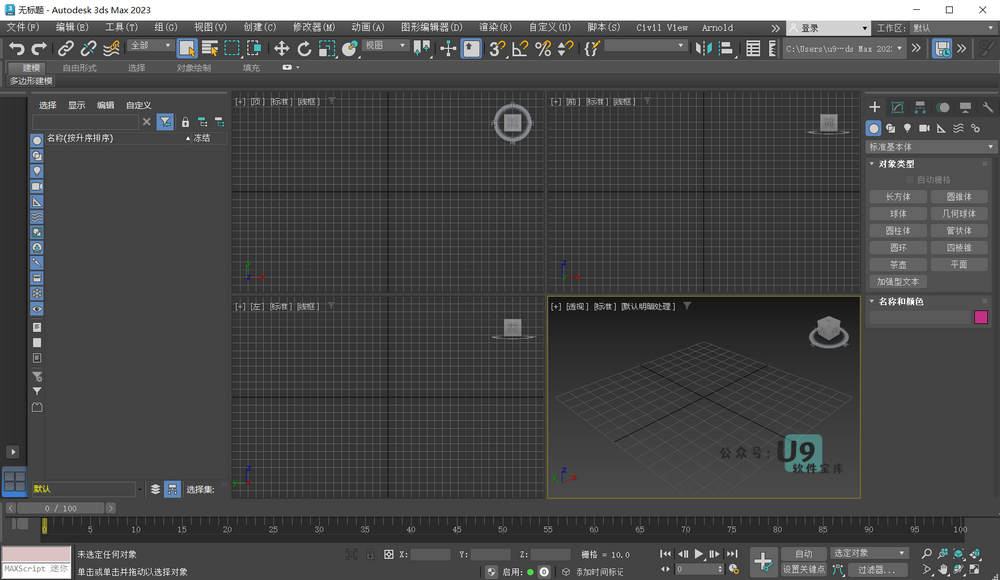 无标题 - Autodesk 3ds Max 2023
文件(F) 编辑(E) 工具(T) 组(G) 视图(V) 创建(C) 修改器(M) 动画(A) 图形编辑器(D) 渲染(R) 自定义(U) 脚本(S) Civil View Arnold 登录 工作区: 默认
全部 视图 C:\Users\u9···ds Max 202:
建模 自由形式 选择 对象绘制 填充
多边形建模
选择 显示 编辑 自定义
名称(按升序排序) 冻结
[+] [顶] [标准] [线框]
[+] [前] [标准] [线框]
[+] [左] [标准] [线框]
[+] [透视] [标准] [默认明暗处理]
标准基本体
对象类型
自动栅格
长方体 圆锥体
球体 几何球体
圆柱体 管状体
圆环 四棱锥
茶壶 平面
加强型文本
名称和颜色
公众号: U9
软件宝库
默认 选择集:
0 / 100
0 5 10 15 20 25 30 35 40 45 50 55 60 65 70 75 80 85 90 95 100
未选定任何对象 X: Y: Z: 栅格 = 10.0 自动 选定对象
MAXScript 迷你 单击或单击并拖动以选择对象 启用: 添加时间标记 0 设置关键点 过滤器...